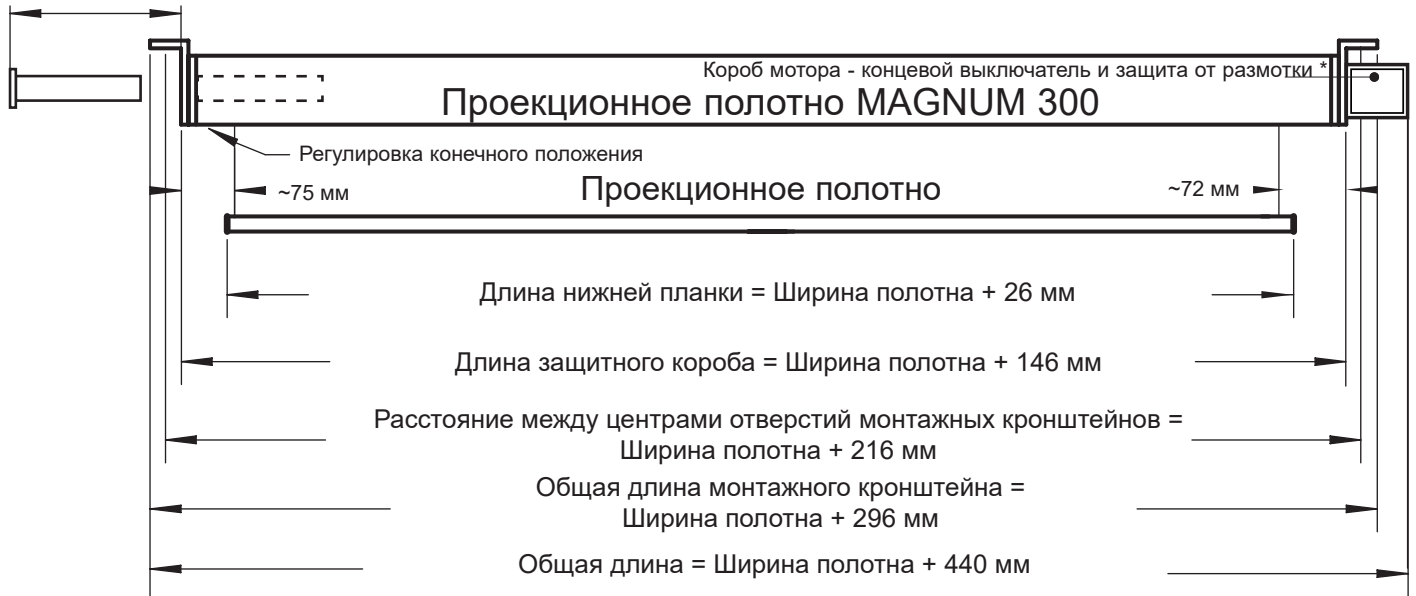 Короб мотора - концевой выключатель и защита от размотки *
Проекционное полотно MAGNUM 300
Регулировка конечного положения
~75 мм
Проекционное полотно
~72 мм
Длина нижней планки = Ширина полотна + 26 мм
Длина защитного короба = Ширина полотна + 146 мм
Расстояние между центрами отверстий монтажных кронштейнов =
Ширина полотна + 216 мм
Общая длина монтажного кронштейна =
Ширина полотна + 296 мм
Общая длина = Ширина полотна + 440 мм